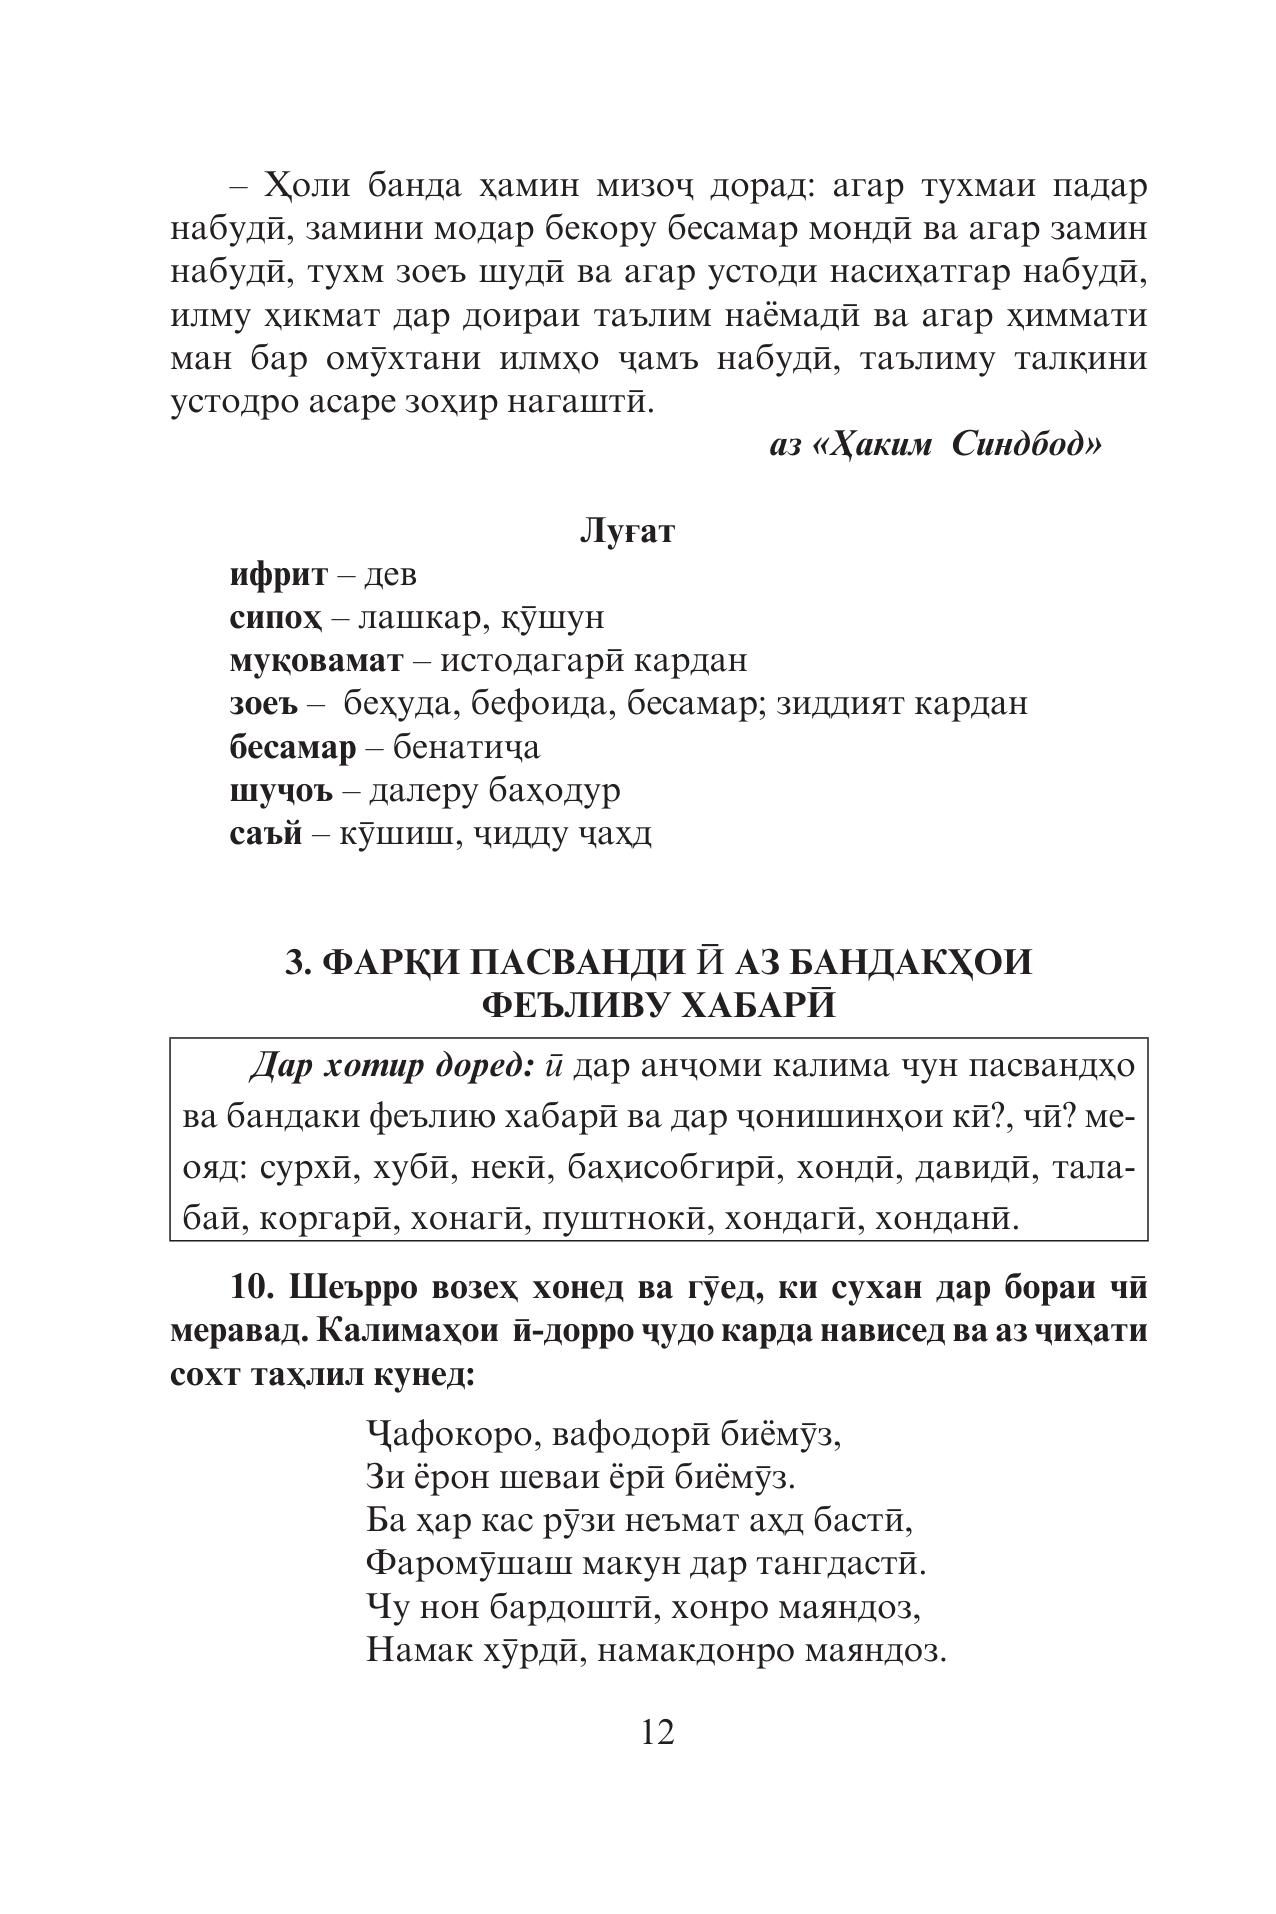 – Ҳоли банда ҳамин мизоҷ дорад: агар тухмаи падар
набудӣ, замини модар бекору бесамар мондӣ ва агар замин
набудӣ, тухм зоеъ шудӣ ва агар устоди насиҳатгар набудӣ,
илму ҳикмат дар доираи таълим наёмадӣ ва агар ҳиммати
ман бар омӯхтани илмҳо ҷамъ набудӣ, таълиму талқини
устодро асаре зоҳир нагаштӣ.
аз «Ҳаким Синдбод»
Луғат
ифрит – дев
сипоҳ – лашкар, қӯшун
муқовамат – истодагарӣ кардан
зоеъ – беҳуда, бефоида, бесамар; зиддият кардан
бесамар – бенатиҷа
шуҷоъ – далеру баҳодур
саъй – кӯшиш, ҷидду ҷаҳд
3. ФАРҚИ ПАСВАНДИ Ӣ АЗ БАНДАКҲОИ
ФЕЪЛИВУ ХАБАРӢ
Дар хотир доред: ӣ дар анҷоми калима чун пасвандҳо
ва бандаки феълию хабарӣ ва дар ҷонишинҳои кӣ?, чӣ? ме-
ояд: сурхӣ, хубӣ, некӣ, баҳисобгирӣ, хондӣ, давидӣ, тала-
баӣ, коргарӣ, хонагӣ, пуштнокӣ, хондагӣ, хонданӣ.
10. Шеърро возеҳ хонед ва гӯед, ки сухан дар бораи чӣ
меравад. Калимаҳои ӣ-дорро ҷудо карда нависед ва аз ҷиҳати
сохт таҳлил кунед:
Ҷафокоро, вафодорӣ биёмӯз,
Зи ёрон шеваи ёрӣ биёмӯз.
Ба ҳар кас рӯзи неъмат аҳд бастӣ,
Фаромӯшаш макун дар тангдастӣ.
Чу нон бардоштӣ, хонро маяндоз,
Намак хӯрдӣ, намакдонро маяндоз.
12